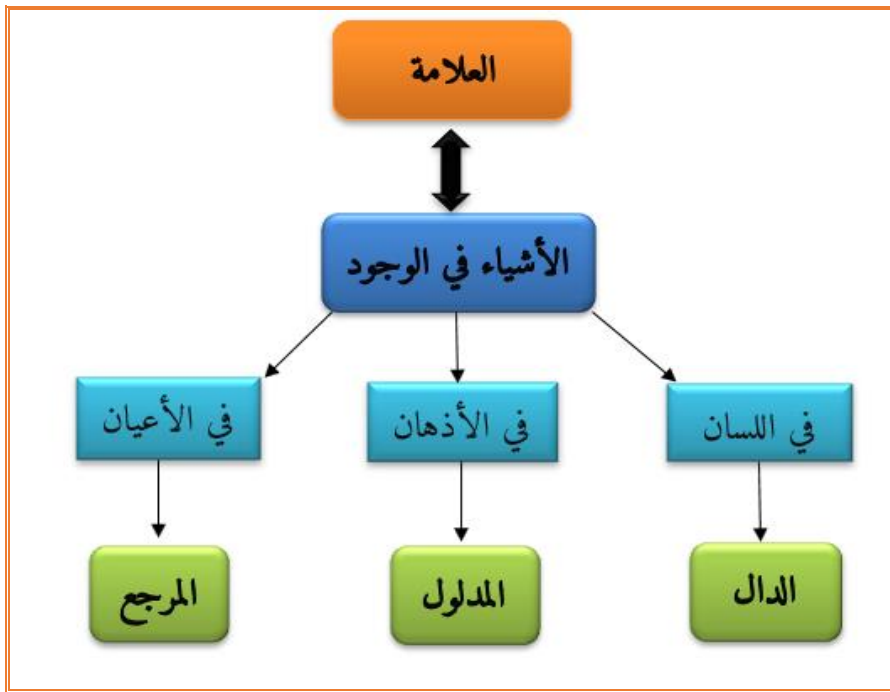 العلامة
الأشياء في الوجود
في اللسان
في الأذهان
في الأعيان
الدال
المدلول
المرجع